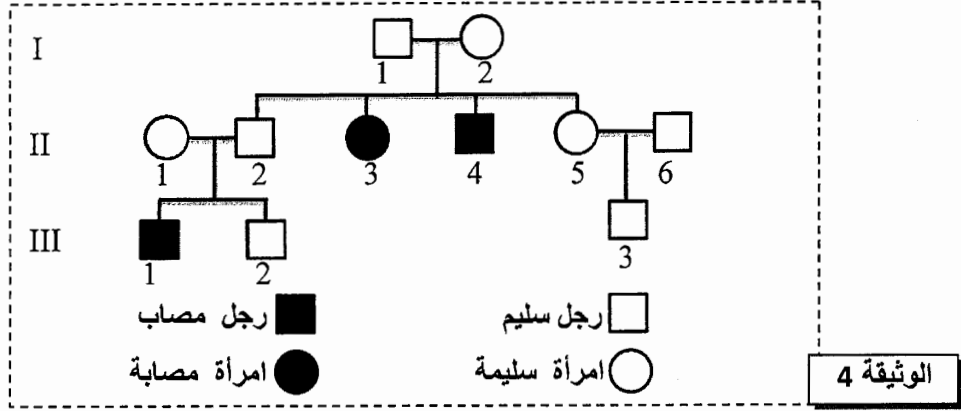 I
1 2
II
1 2 3 4 5 6
III
1 2 3
رجل سليم رجل مصاب
امرأة سليمة امرأة مصابة
الوثيقة 4